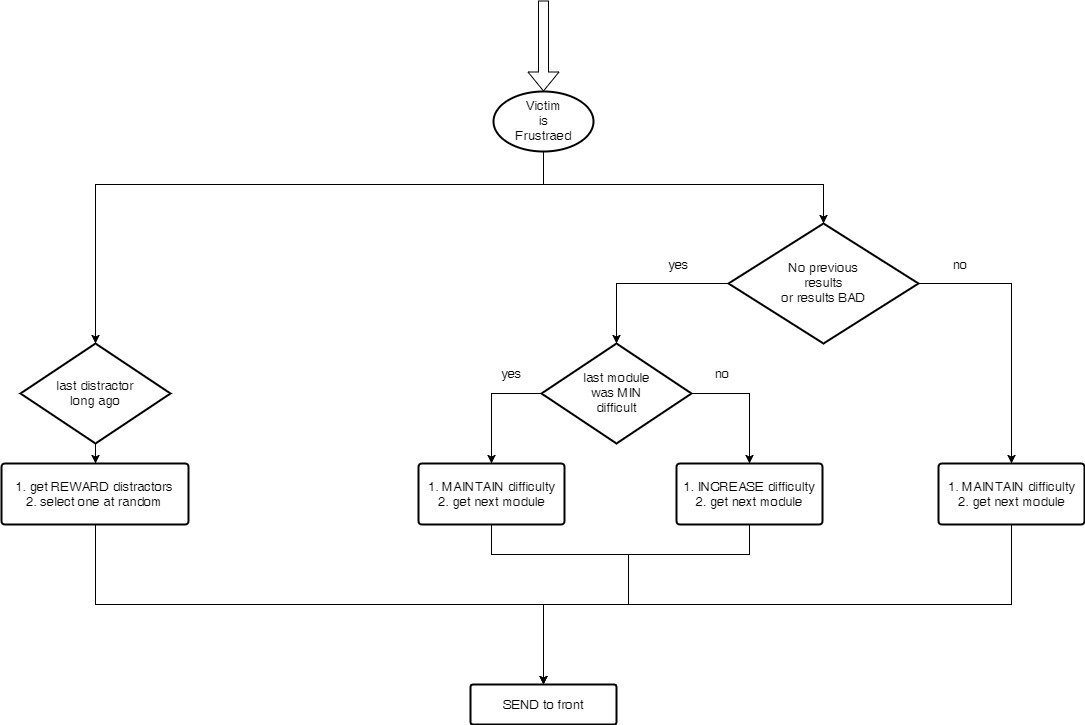 Victim
is
Frustraed
yes
No previous
results
or results BAD
no
last distractor
long ago
yes
last module
was MIN
difficult
no
1. get REWARD distractors
2. select one at random
1. MAINTAIN difficulty
2. get next module
1. INCREASE difficulty
2. get next module
1. MAINTAIN difficulty
2. get next module
SEND to front